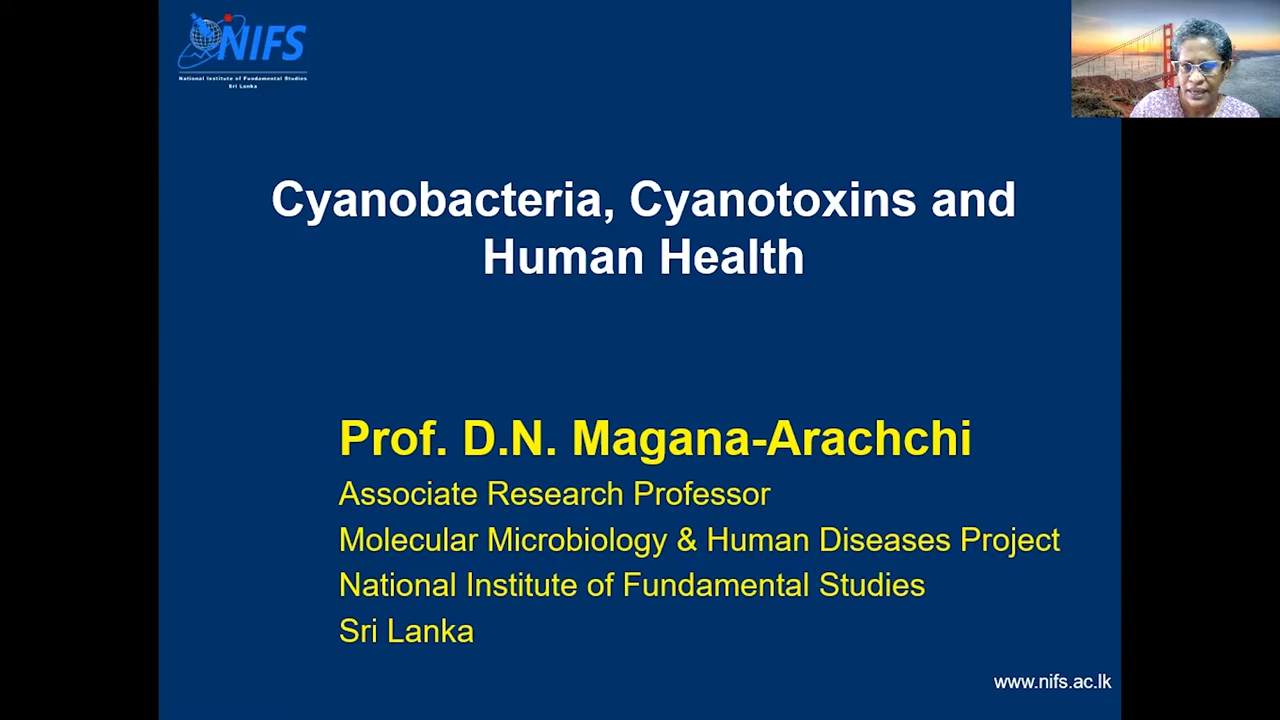 NIFS
National Institute of Fundamental Studies
Sri Lanka
Cyanobacteria, Cyanotoxins and
Human Health
Prof. D.N. Magana-Arachchi
Associate Research Professor
Molecular Microbiology & Human Diseases Project
National Institute of Fundamental Studies
Sri Lanka
www.nifs.ac.lk